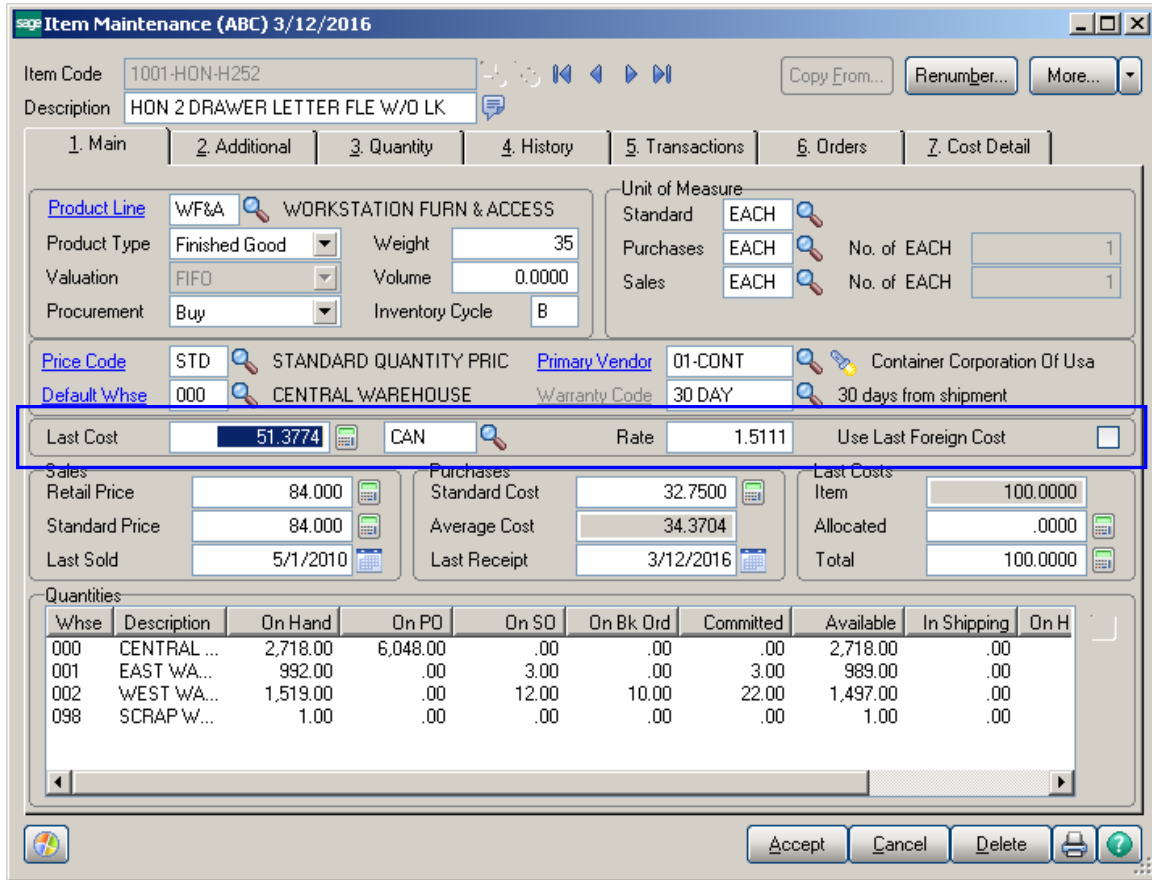 sage Item Maintenance (ABC) 3/12/2016
Item Code 1001-HON-H252 Copy From... Renumber... More...
Description HON 2 DRAWER LETTER FLE W/O LK
1. Main 2. Additional 3. Quantity 4. History 5. Transactions 6. Orders 7. Cost Detail
Unit of Measure
Product Line WF&A WORKSTATION FURN & ACCESS Standard EACH
Product Type Finished Good Weight 35 Purchases EACH No. of EACH 1
Valuation FIFO Volume 0.0000 Sales EACH No. of EACH 1
Procurement Buy Inventory Cycle B
Price Code STD STANDARD QUANTITY PRIC Primary Vendor 01-CONT Container Corporation Of Usa
Default Whse 000 CENTRAL WAREHOUSE Warranty Code 30 DAY 30 days from shipment
Last Cost 51.3774 CAN Rate 1.5111 Use Last Foreign Cost
Sales Purchases Last Costs
Retail Price 84.000 Standard Cost 32.7500 Item 100.0000
Standard Price 84.000 Average Cost 34.3704 Allocated .0000
Last Sold 5/1/2010 Last Receipt 3/12/2016 Total 100.0000
Quantities
Whse Description On Hand On PO On SO On Bk Ord Committed Available In Shipping On H
000 CENTRAL ... 2,718.00 6,048.00 .00 .00 .00 2,718.00 .00
001 EAST WA... 992.00 .00 3.00 .00 3.00 989.00 .00
002 WEST WA... 1,519.00 .00 12.00 10.00 22.00 1,497.00 .00
098 SCRAP W... 1.00 .00 .00 .00 .00 1.00 .00
Accept Cancel Delete